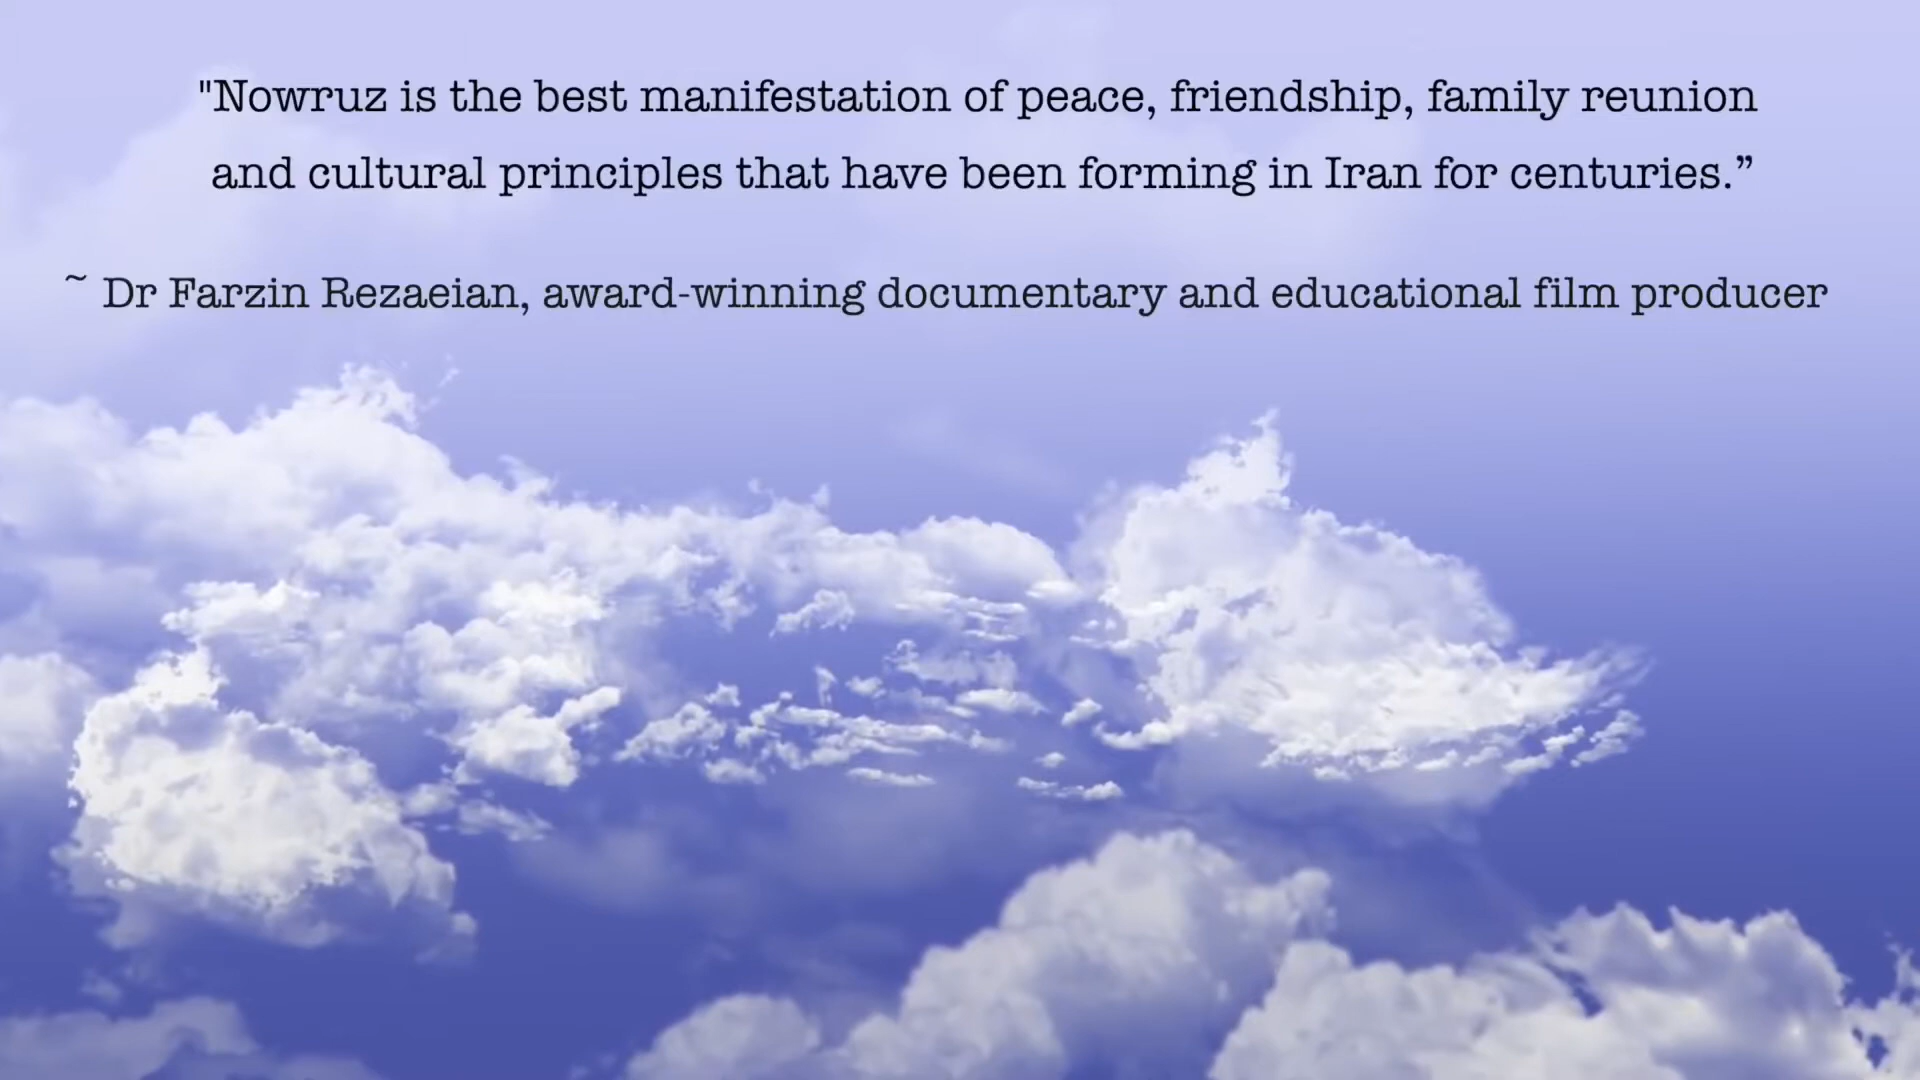 "Nowruz is the best manifestation of peace, friendship, family reunion
and cultural principles that have been forming in Iran for centuries.”
~ Dr Farzin Rezaeian, award-winning documentary and educational film producer